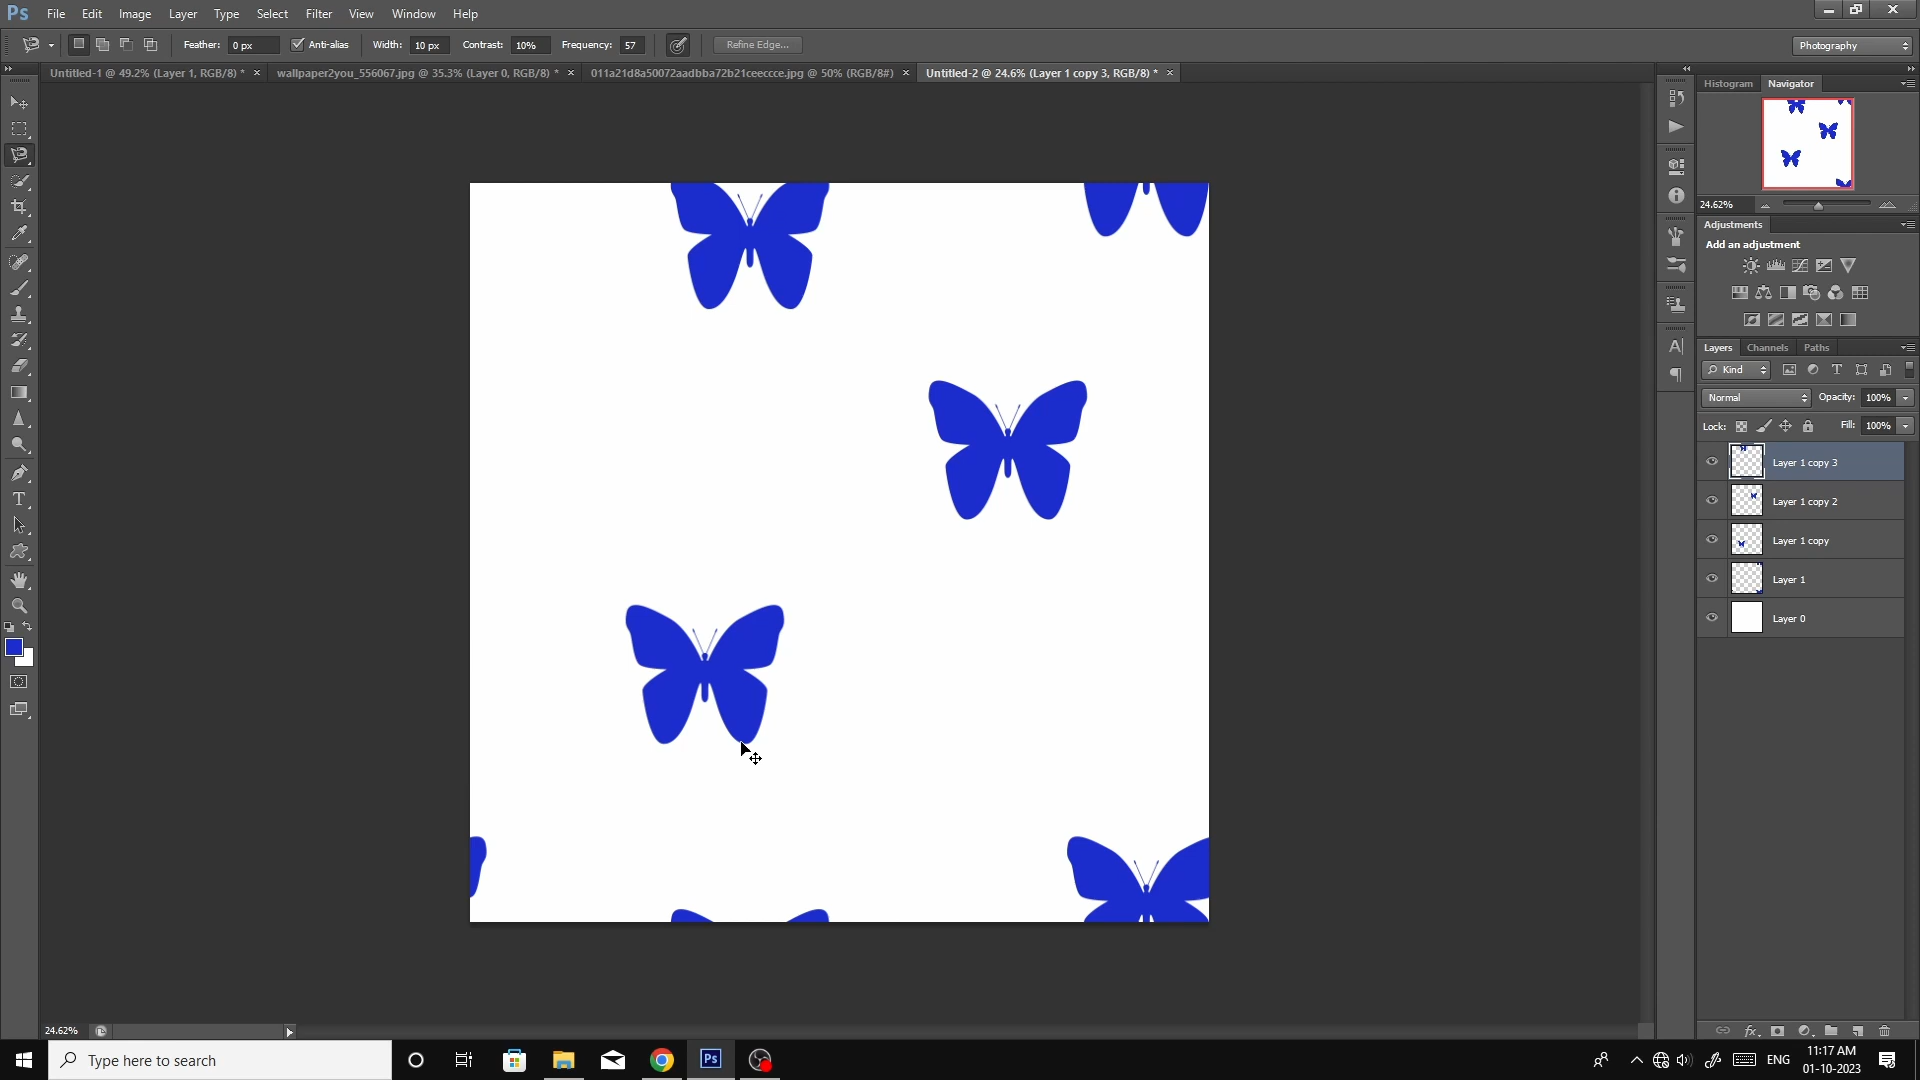 Ps File Edit Image Layer Type Select Filter View Window Help
Feather: 0 px Anti-alias Width: 10 px Contrast: 10% Frequency: 57 Refine Edge... Photography
Untitled-1 @ 49.2% (Layer 1, RGB/8) * × wallpaper2you_556067.jpg @ 35.3% (Layer 0, RGB/8) * × 011a21d8a50072aadbba72b21ceeccce.jpg @ 50% (RGB/8#) × Untitled-2 @ 24.6% (Layer 1 copy 3, RGB/8) * ×
Histogram Navigator
24.62%
Adjustments
Add an adjustment
Layers Channels Paths
Kind
Normal Opacity: 100%
Lock: Fill: 100%
Layer 1 copy 3
Layer 1 copy 2
Layer 1 copy
Layer 1
Layer 0
24.62%
Type here to search
Ps
ENG
11:17 AM
01-10-2023